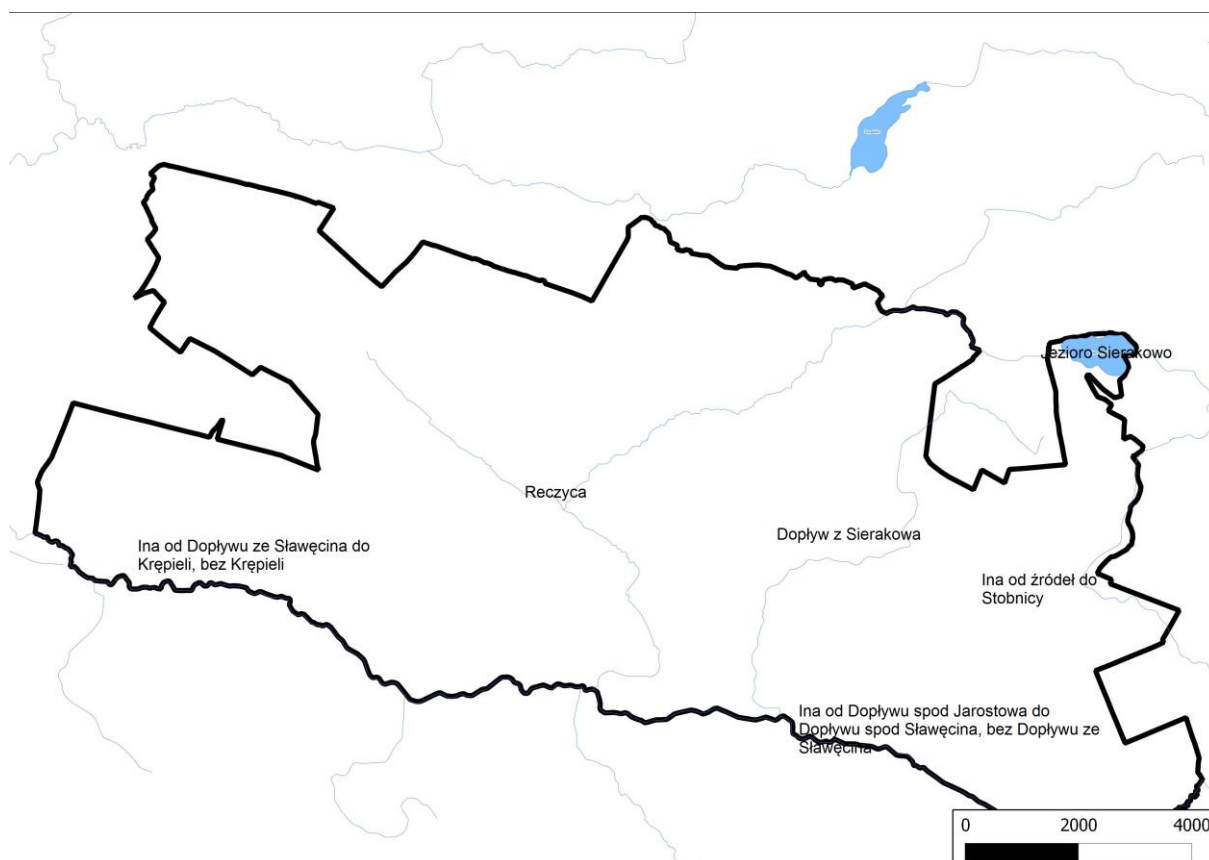 Jezioro Sierakowo
Reczyca
Dopływ z Sierakowa
Ina od Dopływu ze Sławęcina do
Krępieli, bez Krępieli
Ina od źródeł do
Stobnicy
Ina od Dopływu spod Jarostowa do
Dopływu spod Sławęcina, bez Dopływu ze
Sławęcina
0 2000 4000